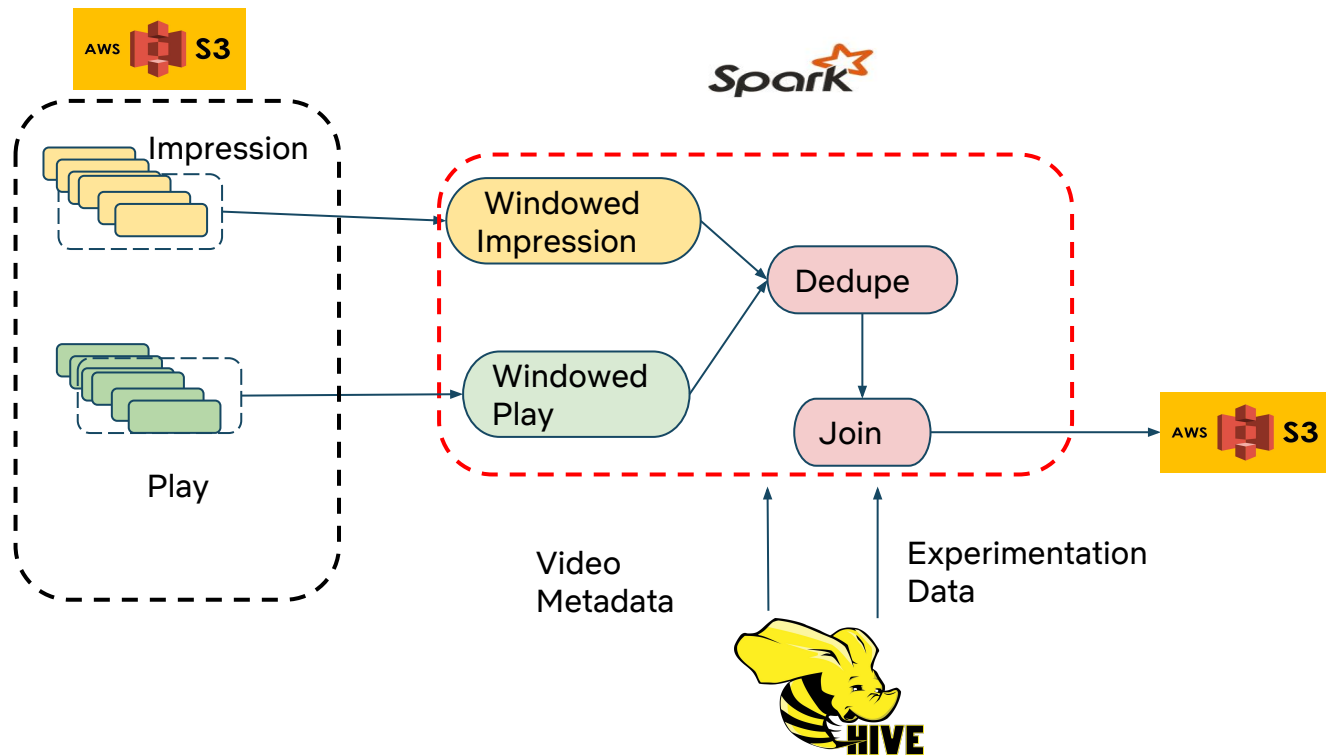 AWS S3
Spark
Impression
Windowed
Impression
Dedupe
Windowed
Play
Join
AWS S3
Play
Video
Metadata
Experimentation
Data
HIVE